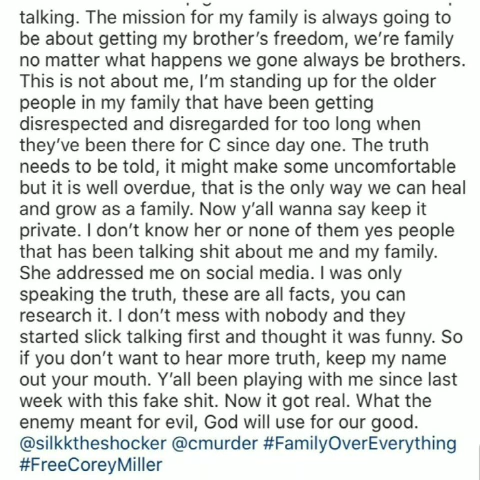 talking. The mission for my family is always going to
be about getting my brother's freedom, we're family
no matter what happens we gone always be brothers.
This is not about me, I'm standing up for the older
people in my family that have been getting
disrespected and disregarded for too long when
they've been there for C since day one. The truth
needs to be told, it might make some uncomfortable
but it is well overdue, that is the only way we can heal
and grow as a family. Now y'all wanna say keep it
private. I don't know her or none of them yes people
that has been talking shit about me and my family.
She addressed me on social media. I was only
speaking the truth, these are all facts, you can
research it. I don't mess with nobody and they
started slick talking first and thought it was funny. So
if you don't want to hear more truth, keep my name
out your mouth. Y'all been playing with me since last
week with this fake shit. Now it got real. What the
enemy meant for evil, God will use for our good.
@silkktheshocker @cmurder #FamilyOverEverything
#FreeCoreyMiller